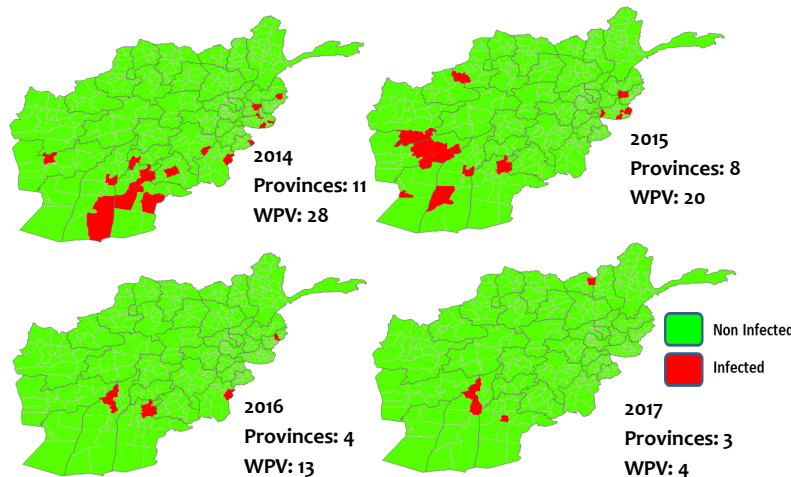 2014
Provinces: 11
WPV: 28
2015
Provinces: 8
WPV: 20
Non Infected
Infected
2016
Provinces: 4
WPV: 13
2017
Provinces: 3
WPV: 4